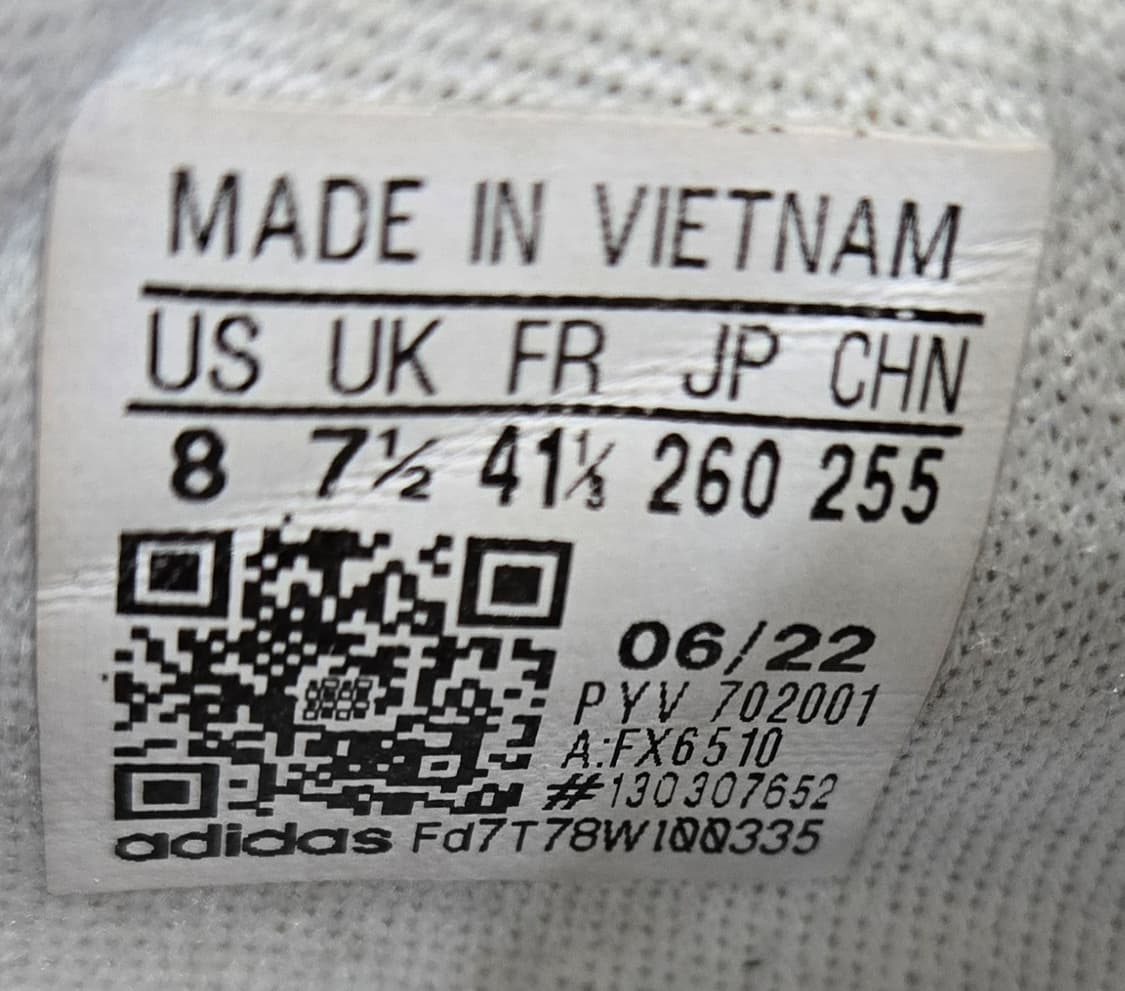 MADE IN VIETNAM
US UK FR JP CHN
8 7½ 41⅓ 260 255
06/22
PYV 702001
A:FX6510
#130307652
adidas Fd7T78W100335